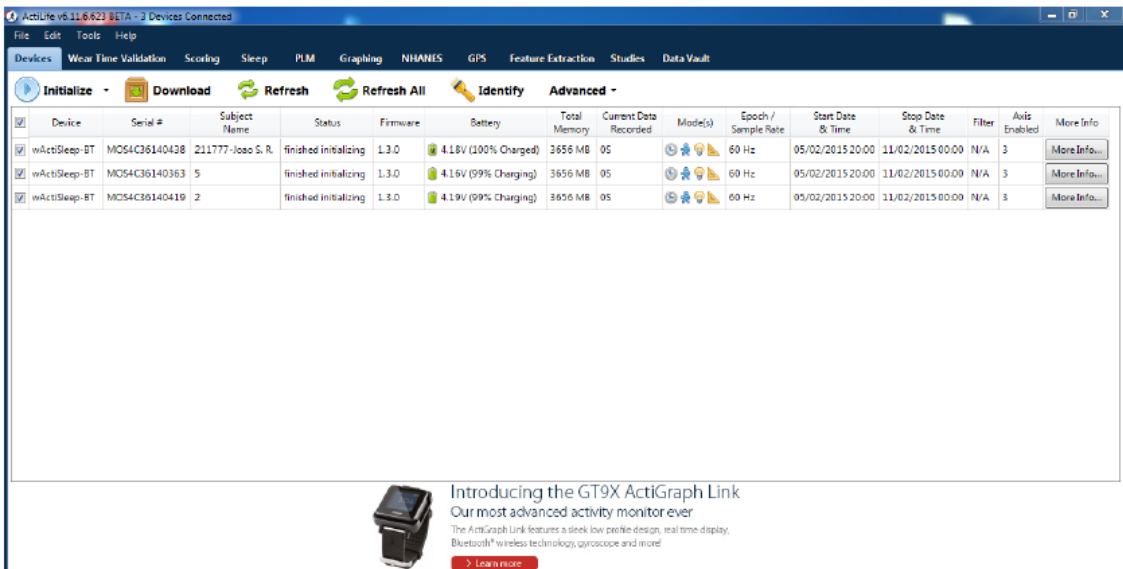 ActiLife v6.11.6.623 BETA - 3 Devices Connected
File Edit Tools Help
Devices Wear Time Validation Scoring Sleep PLM Graphing NHANES GPS Feature Extraction Studies Data Vault
Initialize Download Refresh Refresh All Identify Advanced
Device Serial # Subject Name Status Firmware Battery Total Memory Current Data Recorded Mode(s) Epoch / Sample Rate Start Date & Time Stop Date & Time Filter Axis Enabled More Info
wActiSleep-BT MOS4C36140438 211777-Joao S. R. finished initializing 1.3.0 4.18V (100% Charged) 3656 MB 0S 60 Hz 05/02/2015 20:00 11/02/2015 00:00 N/A 3 More Info...
wActiSleep-BT MOS4C36140363 5 finished initializing 1.3.0 4.16V (99% Charging) 3656 MB 0S 60 Hz 05/02/2015 20:00 11/02/2015 00:00 N/A 3 More Info...
wActiSleep-BT MOS4C36140419 2 finished initializing 1.3.0 4.19V (99% Charging) 3656 MB 0S 60 Hz 05/02/2015 20:00 11/02/2015 00:00 N/A 3 More Info...
Introducing the GT9X ActiGraph Link
Our most advanced activity monitor ever
The ActiGraph Link features a sleek low profile design, real time display,
Bluetooth® wireless technology, gyroscope and more!
> Learn more